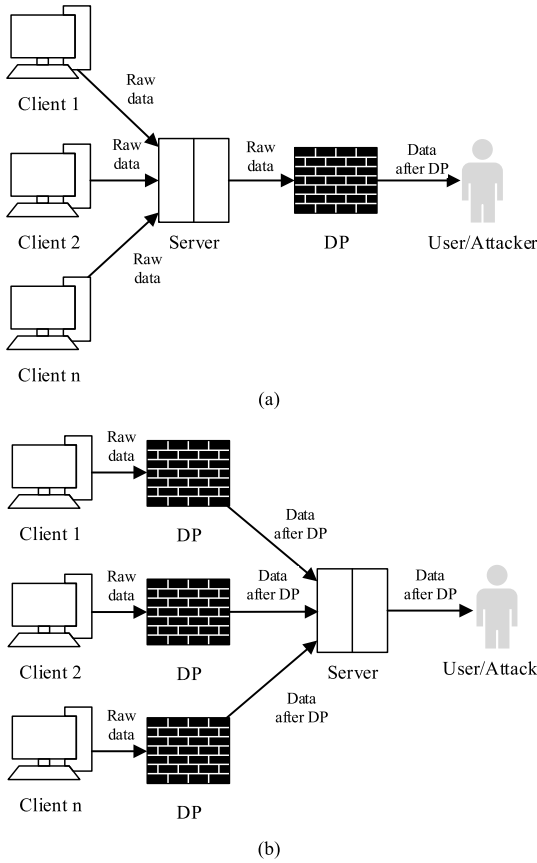 Raw
data
Client 1
Raw
data
Raw
data
Data
after DP
Client 2
Server
DP
User/Attacker
Raw
data
Client n
(a)
Raw
data
Client 1
DP
Data
after DP
Raw
data
Data
after DP
Data
after DP
Client 2
DP
Server
User/Attack
Raw
data
Data
after DP
Client n
DP
(b)